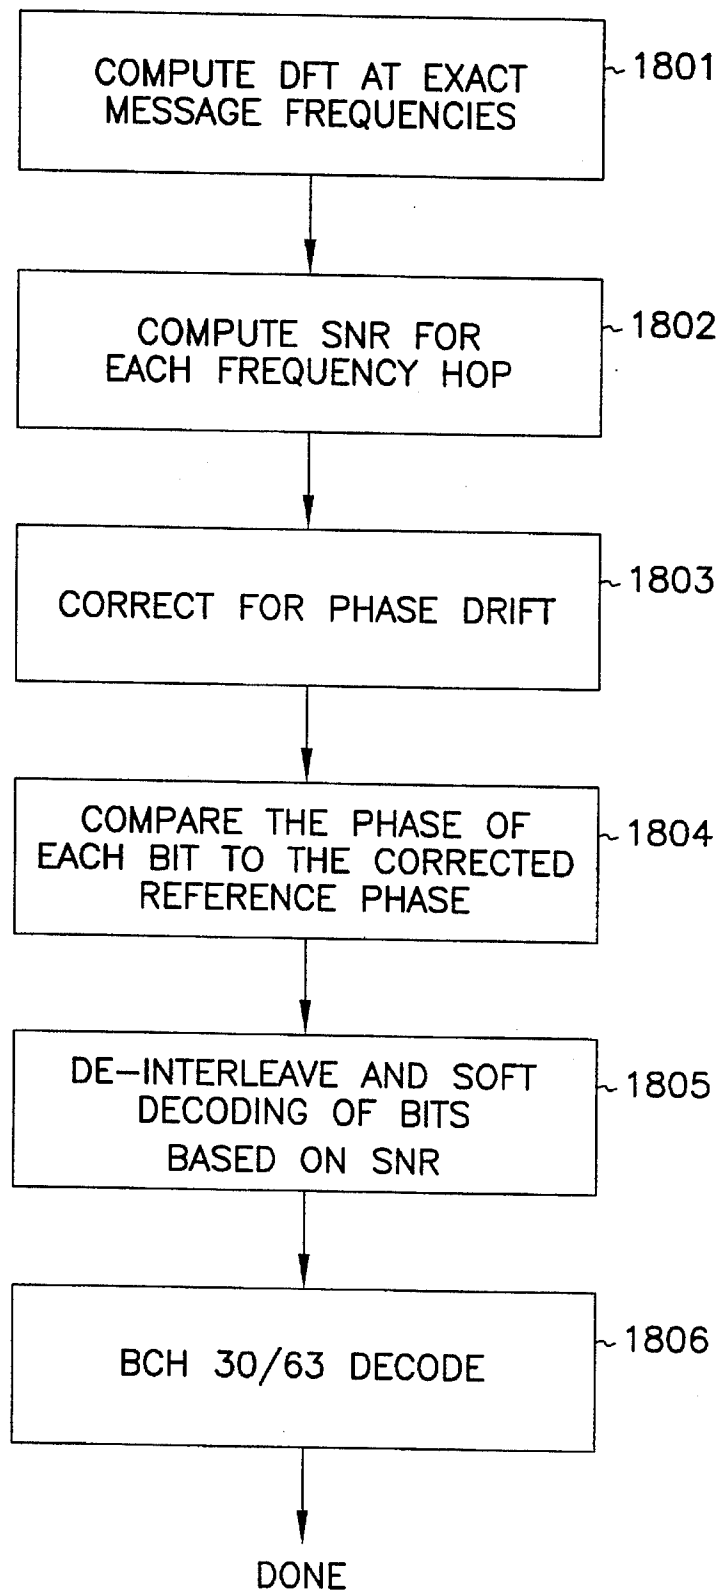 COMPUTE DFT AT EXACT
MESSAGE FREQUENCIES
1801
COMPUTE SNR FOR
EACH FREQUENCY HOP
1802
CORRECT FOR PHASE DRIFT
1803
COMPARE THE PHASE OF
EACH BIT TO THE CORRECTED
REFERENCE PHASE
1804
DE-INTERLEAVE AND SOFT
DECODING OF BITS
BASED ON SNR
1805
BCH 30/63 DECODE
1806
DONE